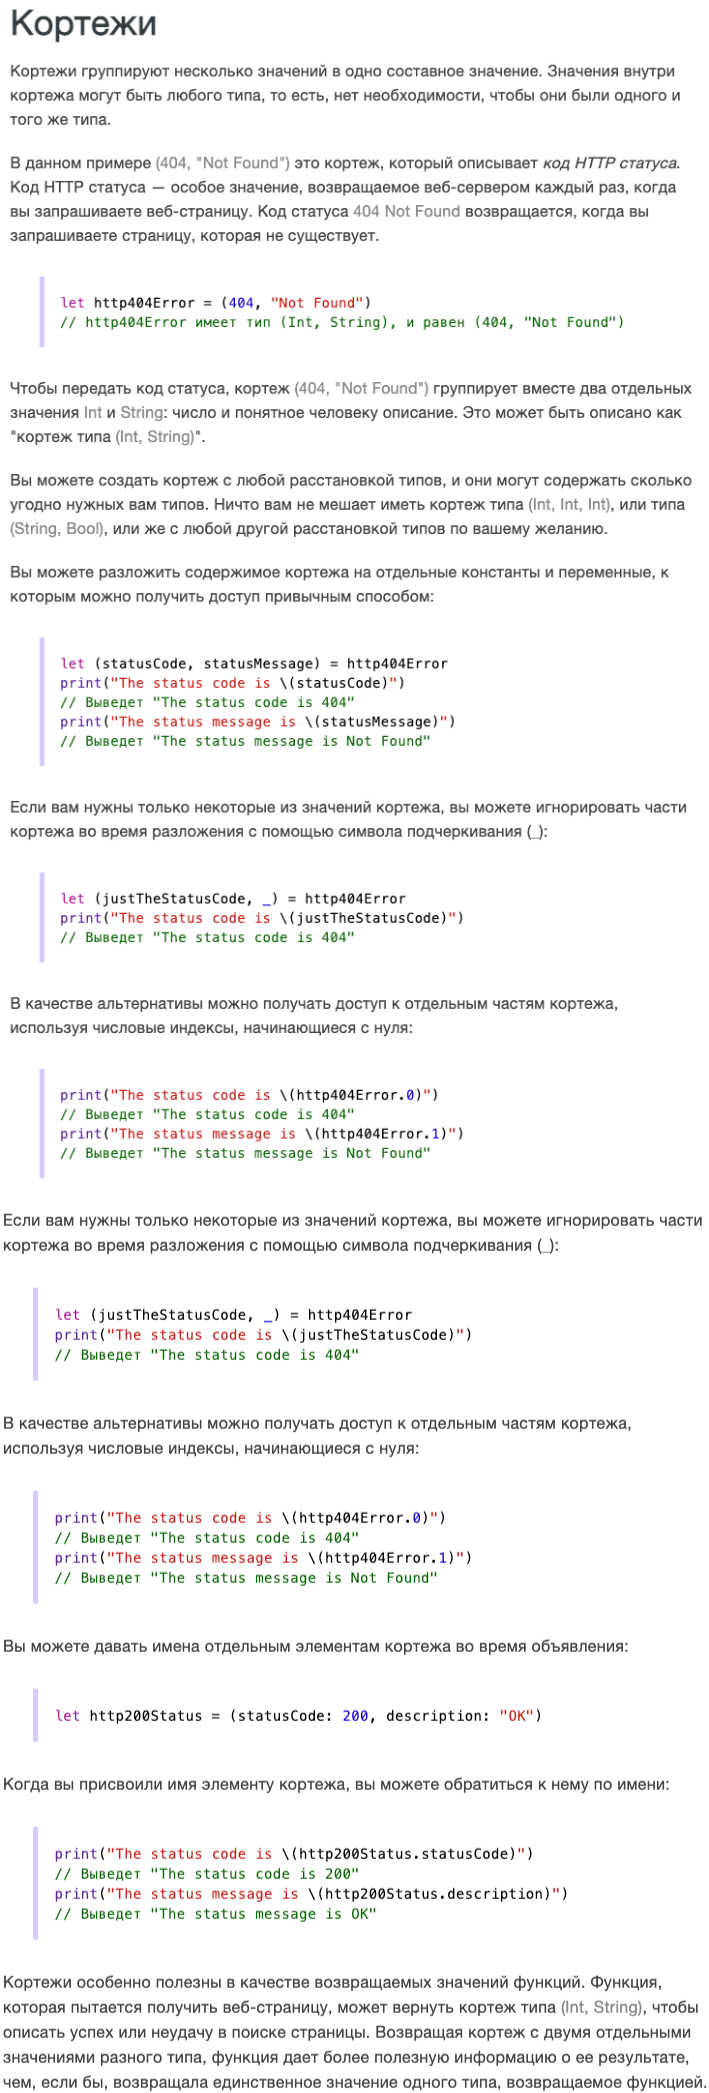 Кортежи
Кортежи группируют несколько значений в одно составное значение. Значения внутри
кортежа могут быть любого типа, то есть, нет необходимости, чтобы они были одного и
того же типа.
В данном примере (404, "Not Found") это кортеж, который описывает код HTTP статуса.
Код HTTP статуса — особое значение, возвращаемое веб-сервером каждый раз, когда
вы запрашиваете веб-страницу. Код статуса 404 Not Found возвращается, когда вы
запрашиваете страницу, которая не существует.
let http404Error = (404, "Not Found")
// http404Error имеет тип (Int, String), и равен (404, "Not Found")
Чтобы передать код статуса, кортеж (404, "Not Found") группирует вместе два отдельных
значения Int и String: число и понятное человеку описание. Это может быть описано как
"кортеж типа (Int, String)".
Вы можете создать кортеж с любой расстановкой типов, и они могут содержать сколько
угодно нужных вам типов. Ничто вам не мешает иметь кортеж типа (Int, Int, Int), или типа
(String, Bool), или же с любой другой расстановкой типов по вашему желанию.
Вы можете разложить содержимое кортежа на отдельные константы и переменные, к
которым можно получить доступ привычным способом:
let (statusCode, statusMessage) = http404Error
print("The status code is \(statusCode)")
// Выведет "The status code is 404"
print("The status message is \(statusMessage)")
// Выведет "The status message is Not Found"
Если вам нужны только некоторые из значений кортежа, вы можете игнорировать части
кортежа во время разложения с помощью символа подчеркивания (_):
let (justTheStatusCode, _) = http404Error
print("The status code is \(justTheStatusCode)")
// Выведет "The status code is 404"
В качестве альтернативы можно получать доступ к отдельным частям кортежа,
используя числовые индексы, начинающиеся с нуля:
print("The status code is \(http404Error.0)")
// Выведет "The status code is 404"
print("The status message is \(http404Error.1)")
// Выведет "The status message is Not Found"
Если вам нужны только некоторые из значений кортежа, вы можете игнорировать части
кортежа во время разложения с помощью символа подчеркивания (_):
let (justTheStatusCode, _) = http404Error
print("The status code is \(justTheStatusCode)")
// Выведет "The status code is 404"
В качестве альтернативы можно получать доступ к отдельным частям кортежа,
используя числовые индексы, начинающиеся с нуля:
print("The status code is \(http404Error.0)")
// Выведет "The status code is 404"
print("The status message is \(http404Error.1)")
// Выведет "The status message is Not Found"
Вы можете давать имена отдельным элементам кортежа во время объявления:
let http200Status = (statusCode: 200, description: "OK")
Когда вы присвоили имя элементу кортежа, вы можете обратиться к нему по имени:
print("The status code is \(http200Status.statusCode)")
// Выведет "The status code is 200"
print("The status message is \(http200Status.description)")
// Выведет "The status message is OK"
Кортежи особенно полезны в качестве возвращаемых значений функций. Функция,
которая пытается получить веб-страницу, может вернуть кортеж типа (Int, String), чтобы
описать успех или неудачу в поиске страницы. Возвращая кортеж с двумя отдельными
значениями разного типа, функция дает более полезную информацию о ее результате,
чем, если бы, возвращала единственное значение одного типа, возвращаемое функцией.